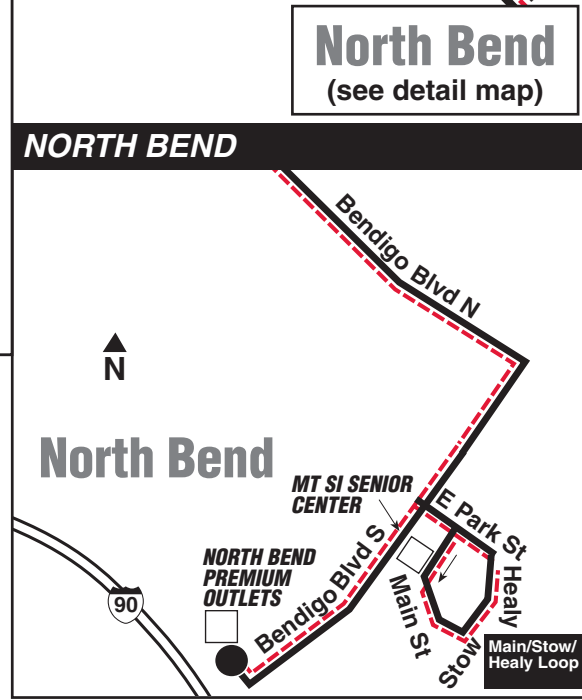 North Bend
(see detail map)
NORTH BEND
Bendigo Blvd N
N
North Bend
MT SI SENIOR
CENTER
E Park St
NORTH BEND
PREMIUM
OUTLETS
Bendigo Blvd S
Main St
Healy
Stow
90
Main/Stow/
Healy Loop